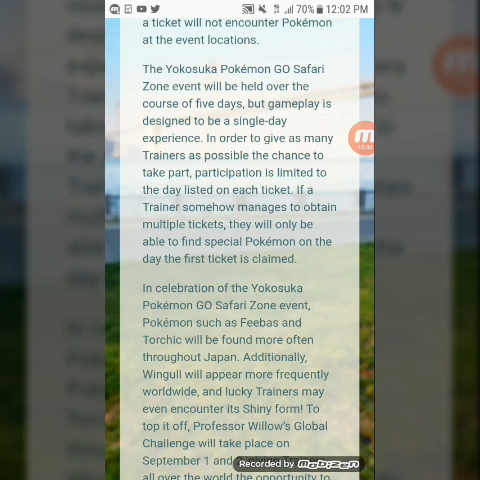 70% 12:02 PM
a ticket will not encounter Pokémon
at the event locations.
The Yokosuka Pokémon GO Safari
Zone event will be held over the
course of five days, but gameplay is
designed to be a single-day
experience. In order to give as many
Trainers as possible the chance to
take part, participation is limited to
the day listed on each ticket. If a
Trainer somehow manages to obtain
multiple tickets, they will only be
able to find special Pokémon on the
day the first ticket is claimed.
In celebration of the Yokosuka
Pokémon GO Safari Zone event,
Pokémon such as Feebas and
Torchic will be found more often
throughout Japan. Additionally,
Wingull will appear more frequently
worldwide, and lucky Trainers may
even encounter its Shiny form! To
top it off, Professor Willow's Global
Challenge will take place on
September 1 and
all over the world the opportunity to
Recorded by mobizen